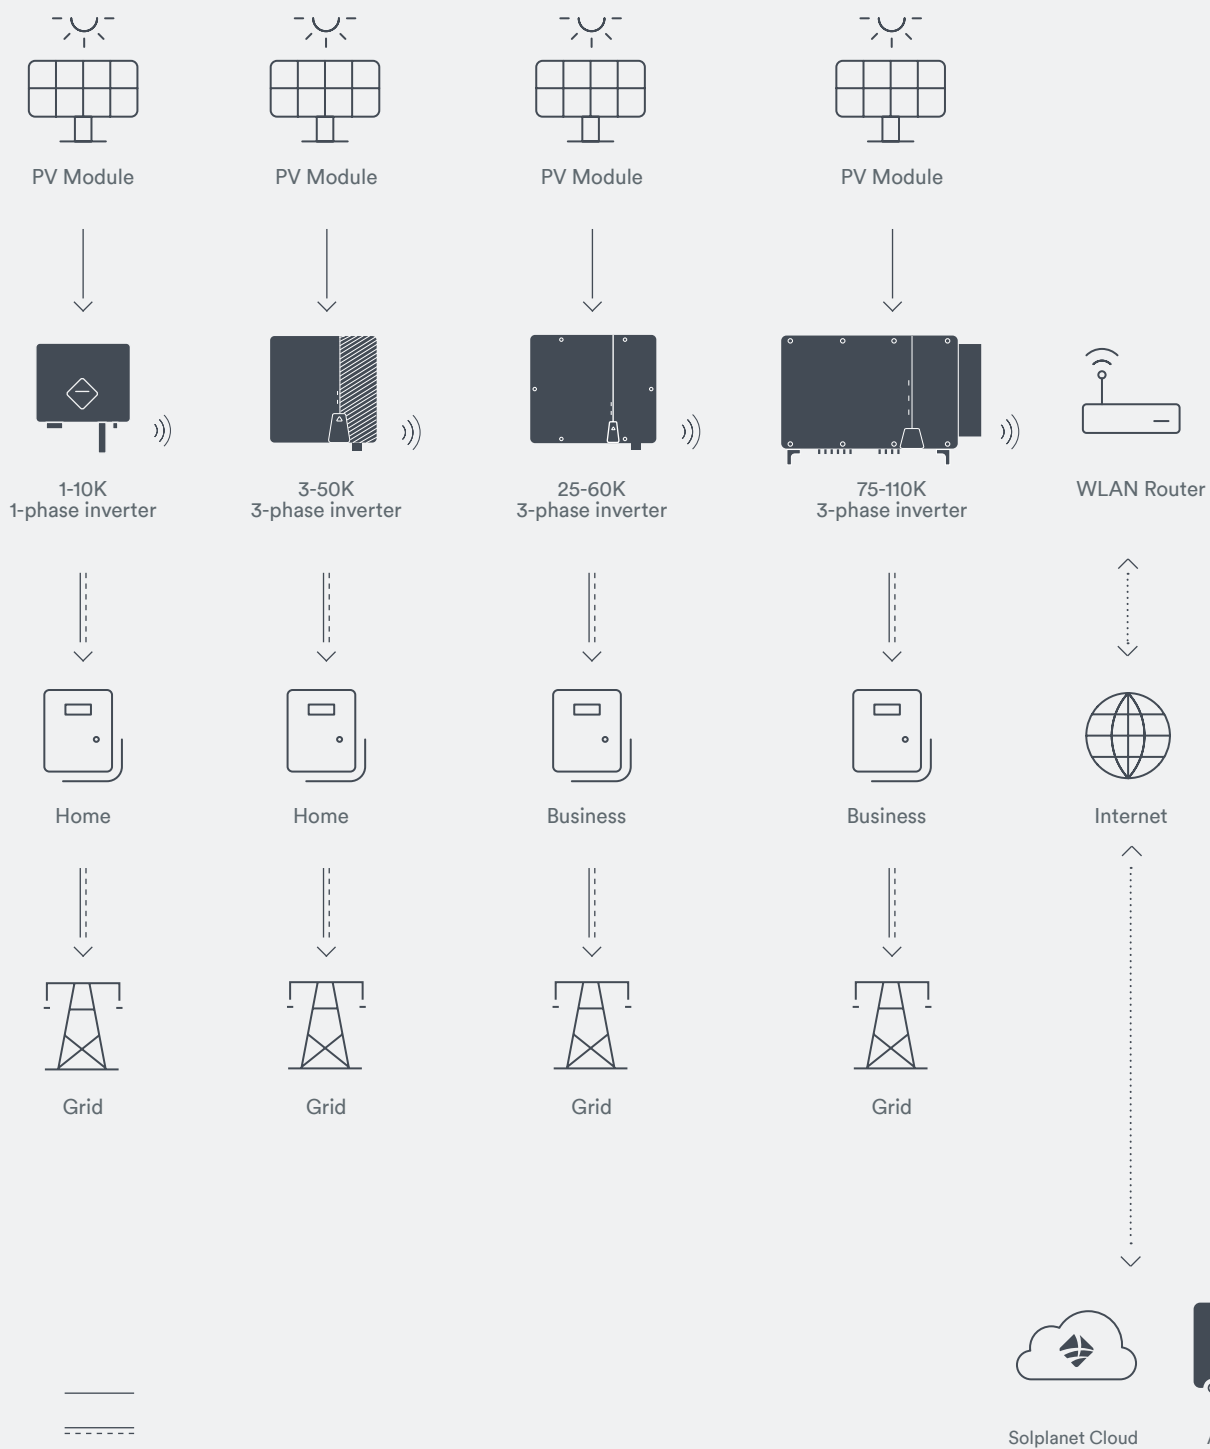 PV Module
PV Module
PV Module
PV Module
1-10K
1-phase inverter
3-50K
3-phase inverter
25-60K
3-phase inverter
75-110K
3-phase inverter
WLAN Router
Home
Home
Business
Business
Internet
Grid
Grid
Grid
Grid
Solplanet Cloud